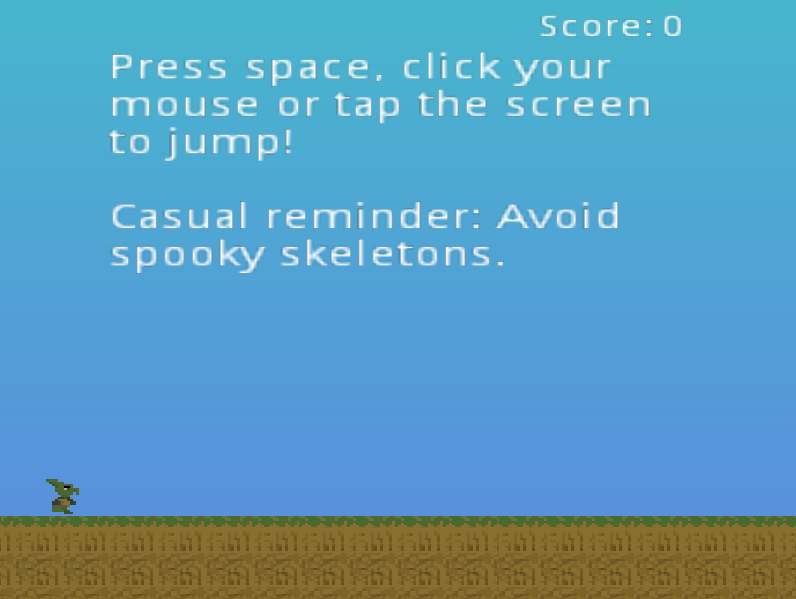 Score: 0
Press space, click your
mouse or tap the screen
to jump!
Casual reminder: Avoid
spooky skeletons.